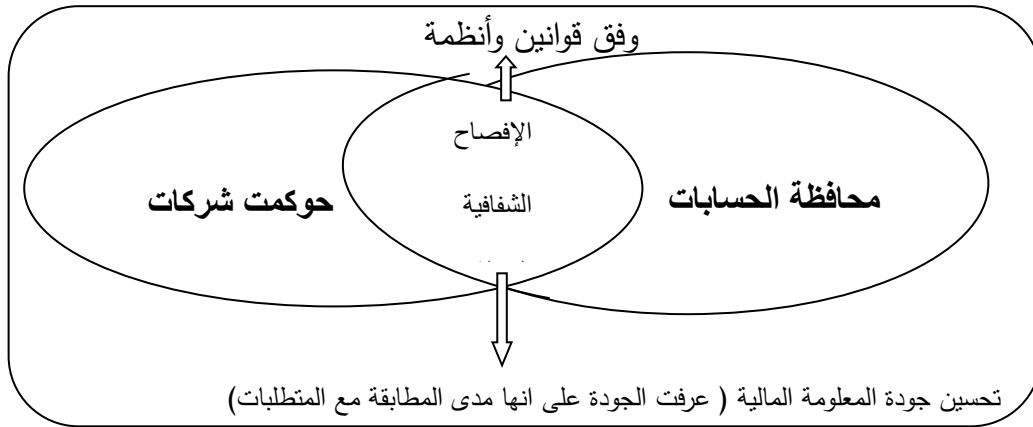 وفق قوانين وأنظمة
الإفصاح
محافظة الحسابات
الشفافية
حوكمت شركات
تحسين جودة المعلومة المالية ( عرفت الجودة على انها مدى المطابقة مع المتطلبات)